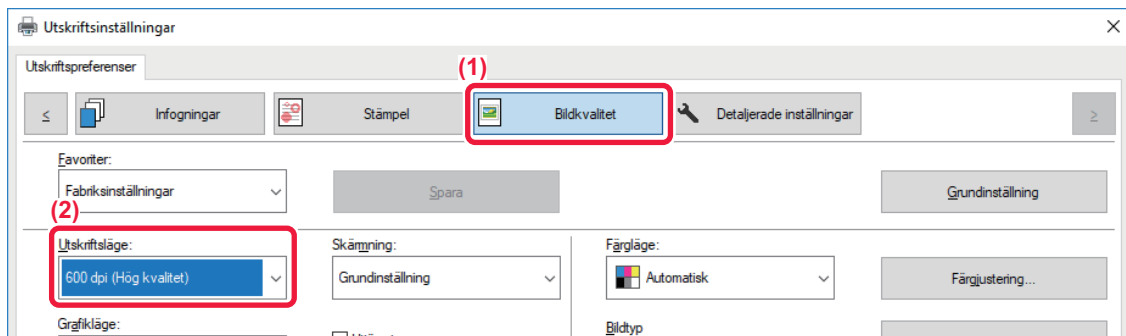 Utskriftsinställningar
Utskriftspreferenser
(1)
< Infogningar Stämpel Bildkvalitet Detaljerade inställningar >
Favoriter:
Fabriksinställningar Spara Grundinställning
(2)
Utskriftsläge: Skärmning: Färgläge:
600 dpi (Hög kvalitet) Grundinställning Automatisk Färgjustering...
Grafikläge: Bildtyp